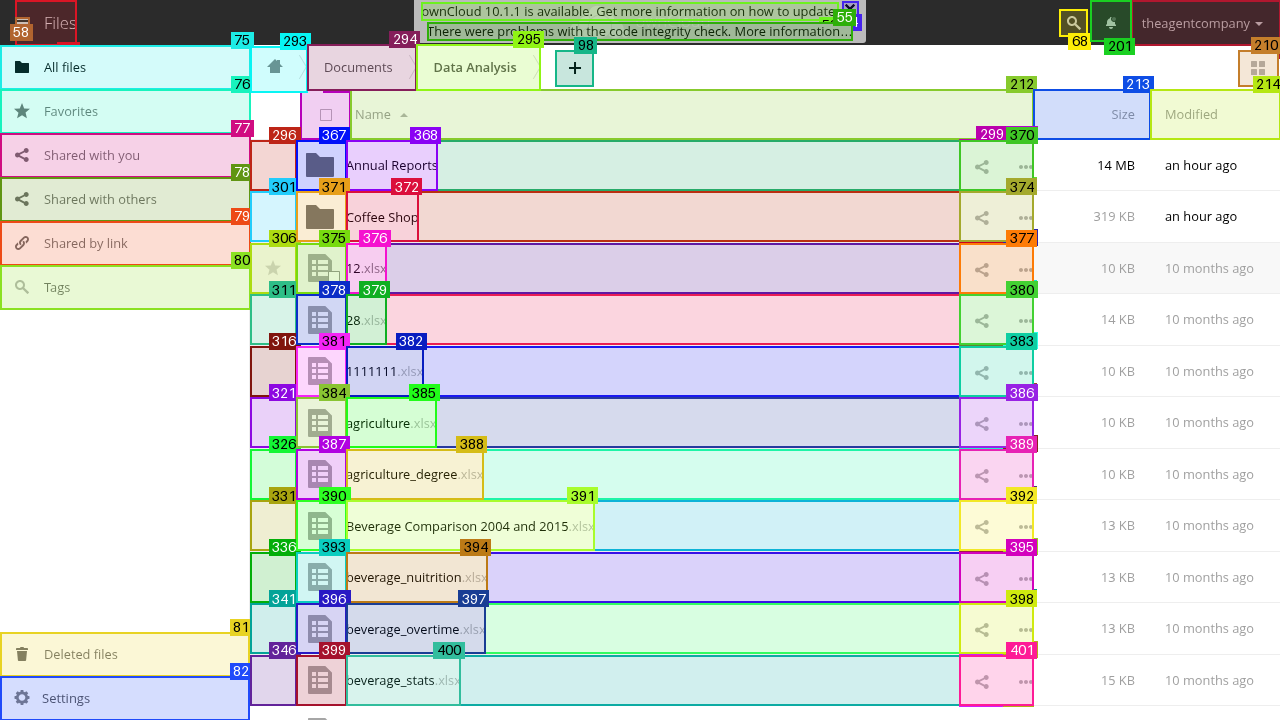 ownCloud 10.1.1 is available. Get more information on how to update
There were problems with the code integrity check. More information…
55
58
Files
68
201
theagentcompany
210
75
All files
76
Favorites
77
Shared with you
78
Shared with others
79
Shared by link
80
Tags
81
Deleted files
82
Settings
293
294
Documents
295
Data Analysis
98
+
212
Name
213
Size
214
Modified
296 367 368 299 370
Annual Reports
14 MB
an hour ago
301 371 372 374
Coffee Shop
319 KB
an hour ago
306 375 376 377
12.xlsx
10 KB
10 months ago
311 378 379 380
28.xlsx
14 KB
10 months ago
316 381 382 383
1111111.xlsx
10 KB
10 months ago
321 384 385 386
agriculture.xlsx
10 KB
10 months ago
326 387 388 389
agriculture_degree.xlsx
10 KB
10 months ago
331 390 391 392
Beverage Comparison 2004 and 2015.xlsx
13 KB
10 months ago
336 393 394 395
beverage_nuitrition.xlsx
13 KB
10 months ago
341 396 397 398
beverage_overtime.xlsx
13 KB
10 months ago
346 399 400 401
beverage_stats.xlsx
15 KB
10 months ago